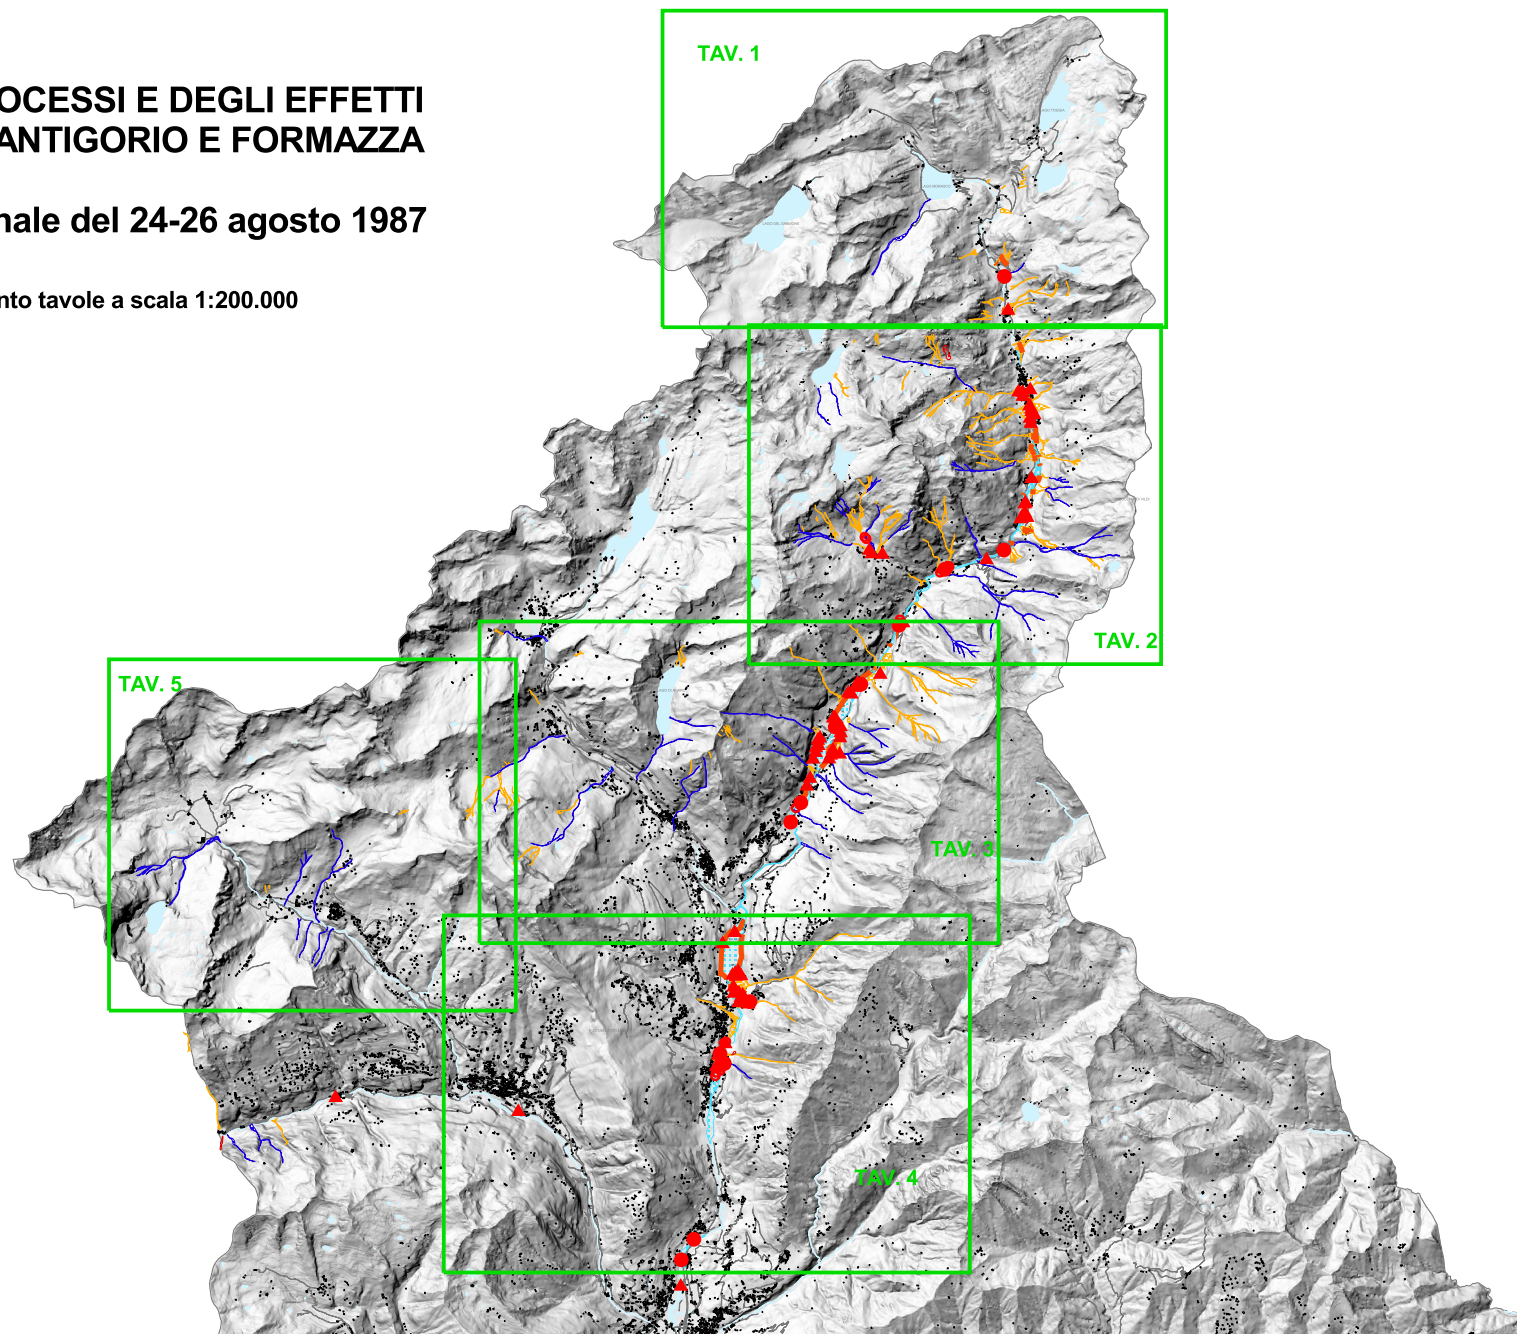 TAV. 1
OCESSI E DEGLI EFFETTI
ANTIGORIO E FORMAZZA
nale del 24-26 agosto 1987
nto tavole a scala 1:200.000
TAV. 2
TAV. 5
TAV. 3
TAV. 4